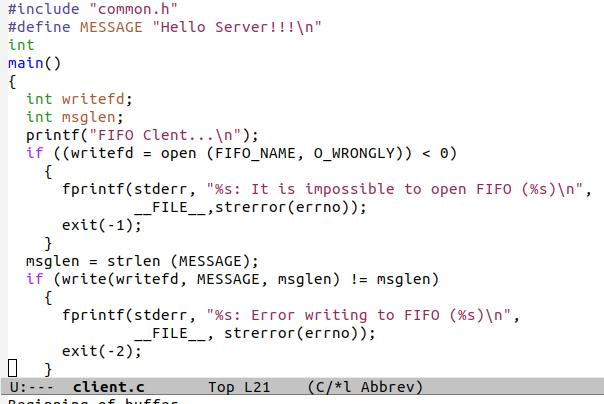 #include "common.h"
#define MESSAGE "Hello Server!!!\n"
int
main()
{
  int writefd;
  int msglen;
  printf("FIFO Clent...\n");
  if ((writefd = open (FIFO_NAME, O_WRONGLY)) < 0)
    {
      fprintf(stderr, "%s: It is impossible to open FIFO (%s)\n",
              __FILE__,strerror(errno));
      exit(-1);
    }
  msglen = strlen (MESSAGE);
  if (write(writefd, MESSAGE, msglen) != msglen)
    {
      fprintf(stderr, "%s: Error writing to FIFO (%s)\n",
              __FILE__, strerror(errno));
      exit(-2);
    }
U:--- client.c Top L21 (C/*l Abbrev)
Beginning of buffer